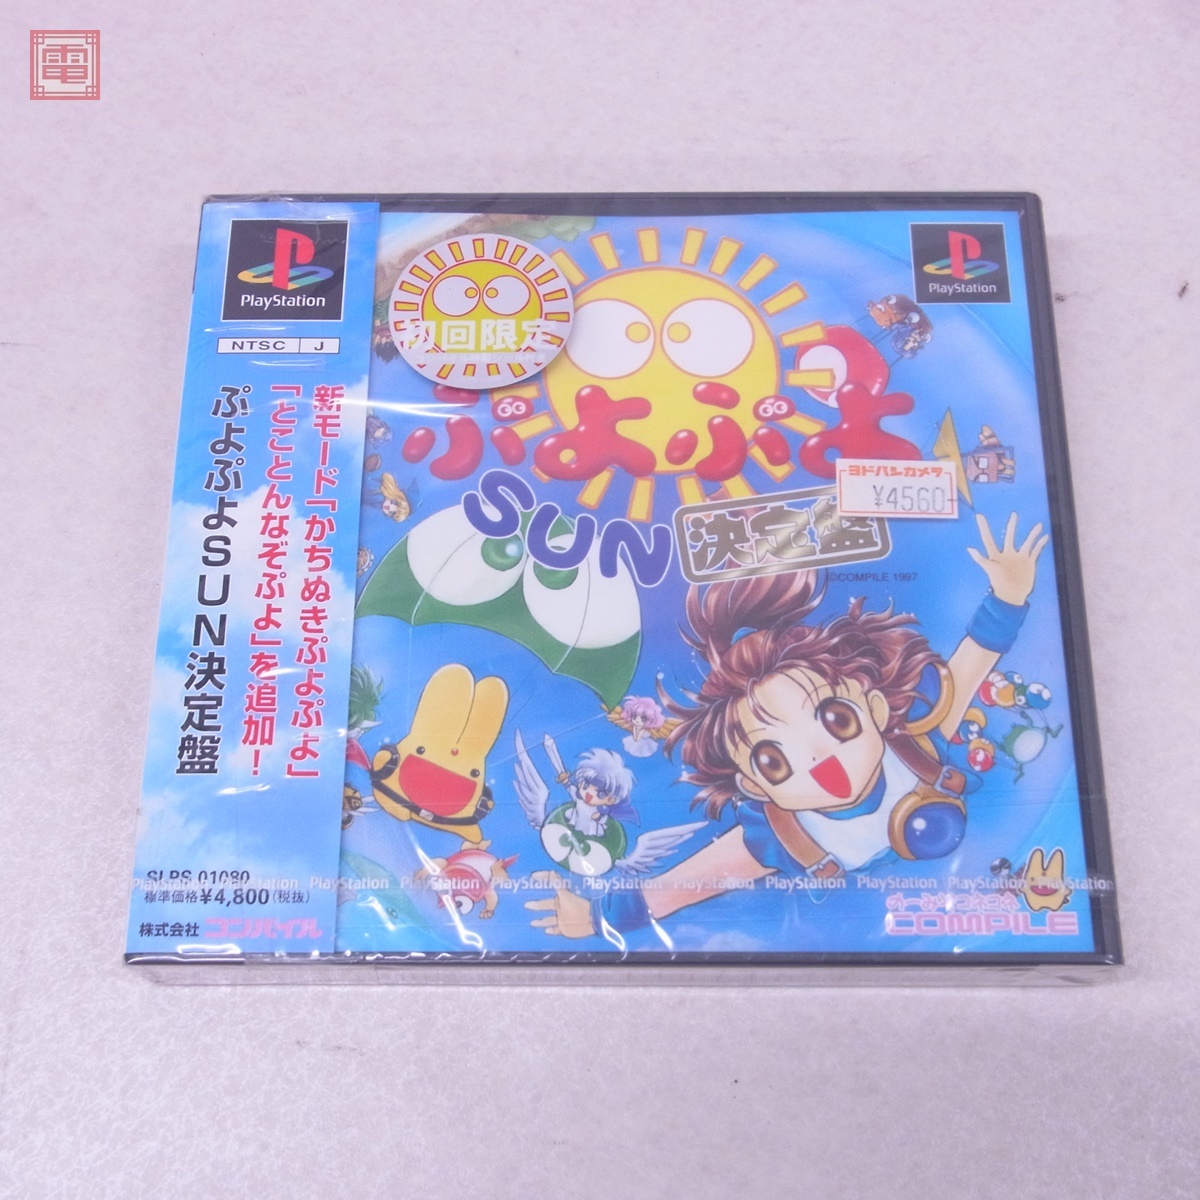 電
PlayStation
NTSC J
新モード「かちぬきぷよぷよ」
「とことんなぞぷよ」を追加！
ぷよぷよSUN決定盤
SLPS 01080
標準価格¥4,800(税抜)
株式会社 コンパイル
初回限定
PlayStation
ぷよぷよ
SUN 決定盤
ヨドバシカメラ
¥4560
©COMPILE 1997
COMPILE
PlayStation PlayStation PlayStation PlayStation PlayStation PlayStation PlayStation PlayStation PlayStation PlayStation